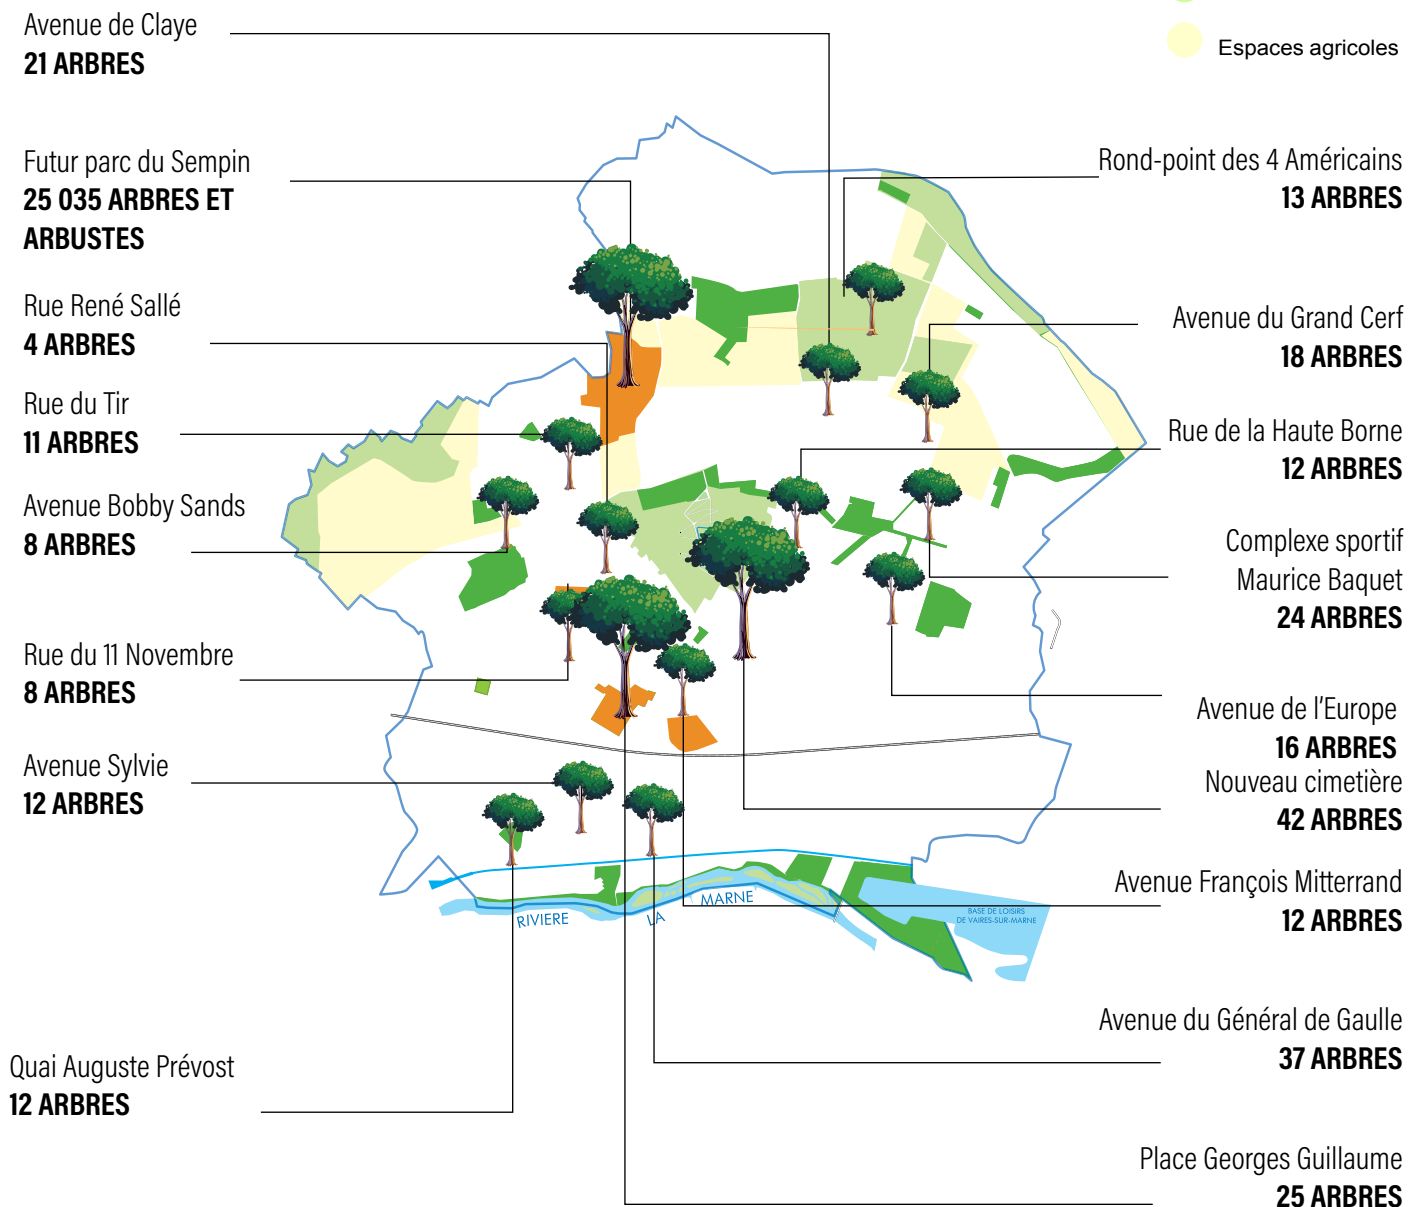 Avenue de Claye
21 ARBRES
Futur parc du Sempin
25 035 ARBRES ET
ARBUSTES
Rue René Sallé
4 ARBRES
Rue du Tir
11 ARBRES
Avenue Bobby Sands
8 ARBRES
Rue du 11 Novembre
8 ARBRES
Avenue Sylvie
12 ARBRES
Quai Auguste Prévost
12 ARBRES
Espaces agricoles
Rond-point des 4 Américains
13 ARBRES
Avenue du Grand Cerf
18 ARBRES
Rue de la Haute Borne
12 ARBRES
Complexe sportif
Maurice Baquet
24 ARBRES
Avenue de l'Europe
16 ARBRES
Nouveau cimetière
42 ARBRES
Avenue François Mitterrand
12 ARBRES
Avenue du Général de Gaulle
37 ARBRES
Place Georges Guillaume
25 ARBRES
RIVIERE LA MARNE
BASE DE LOISIRS
DE VAIRES-SUR-MARNE